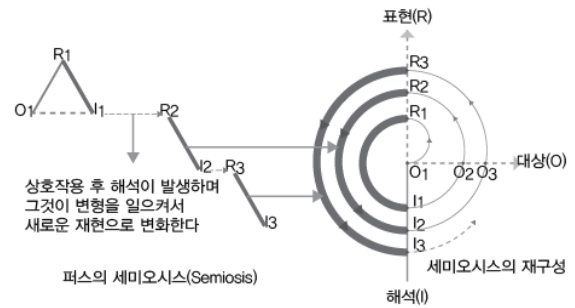 표현(R)
R1
O1
I1
R2
I2
R3
I3
상호작용 후 해석이 발생하며
그것이 변형을 일으켜서
새로운 재현으로 변화한다
퍼스의 세미오시스(Semiosis)
R3
R2
R1
O1
O2
O3
대상(O)
I1
I2
I3
세미오시스의 재구성
해석(I)